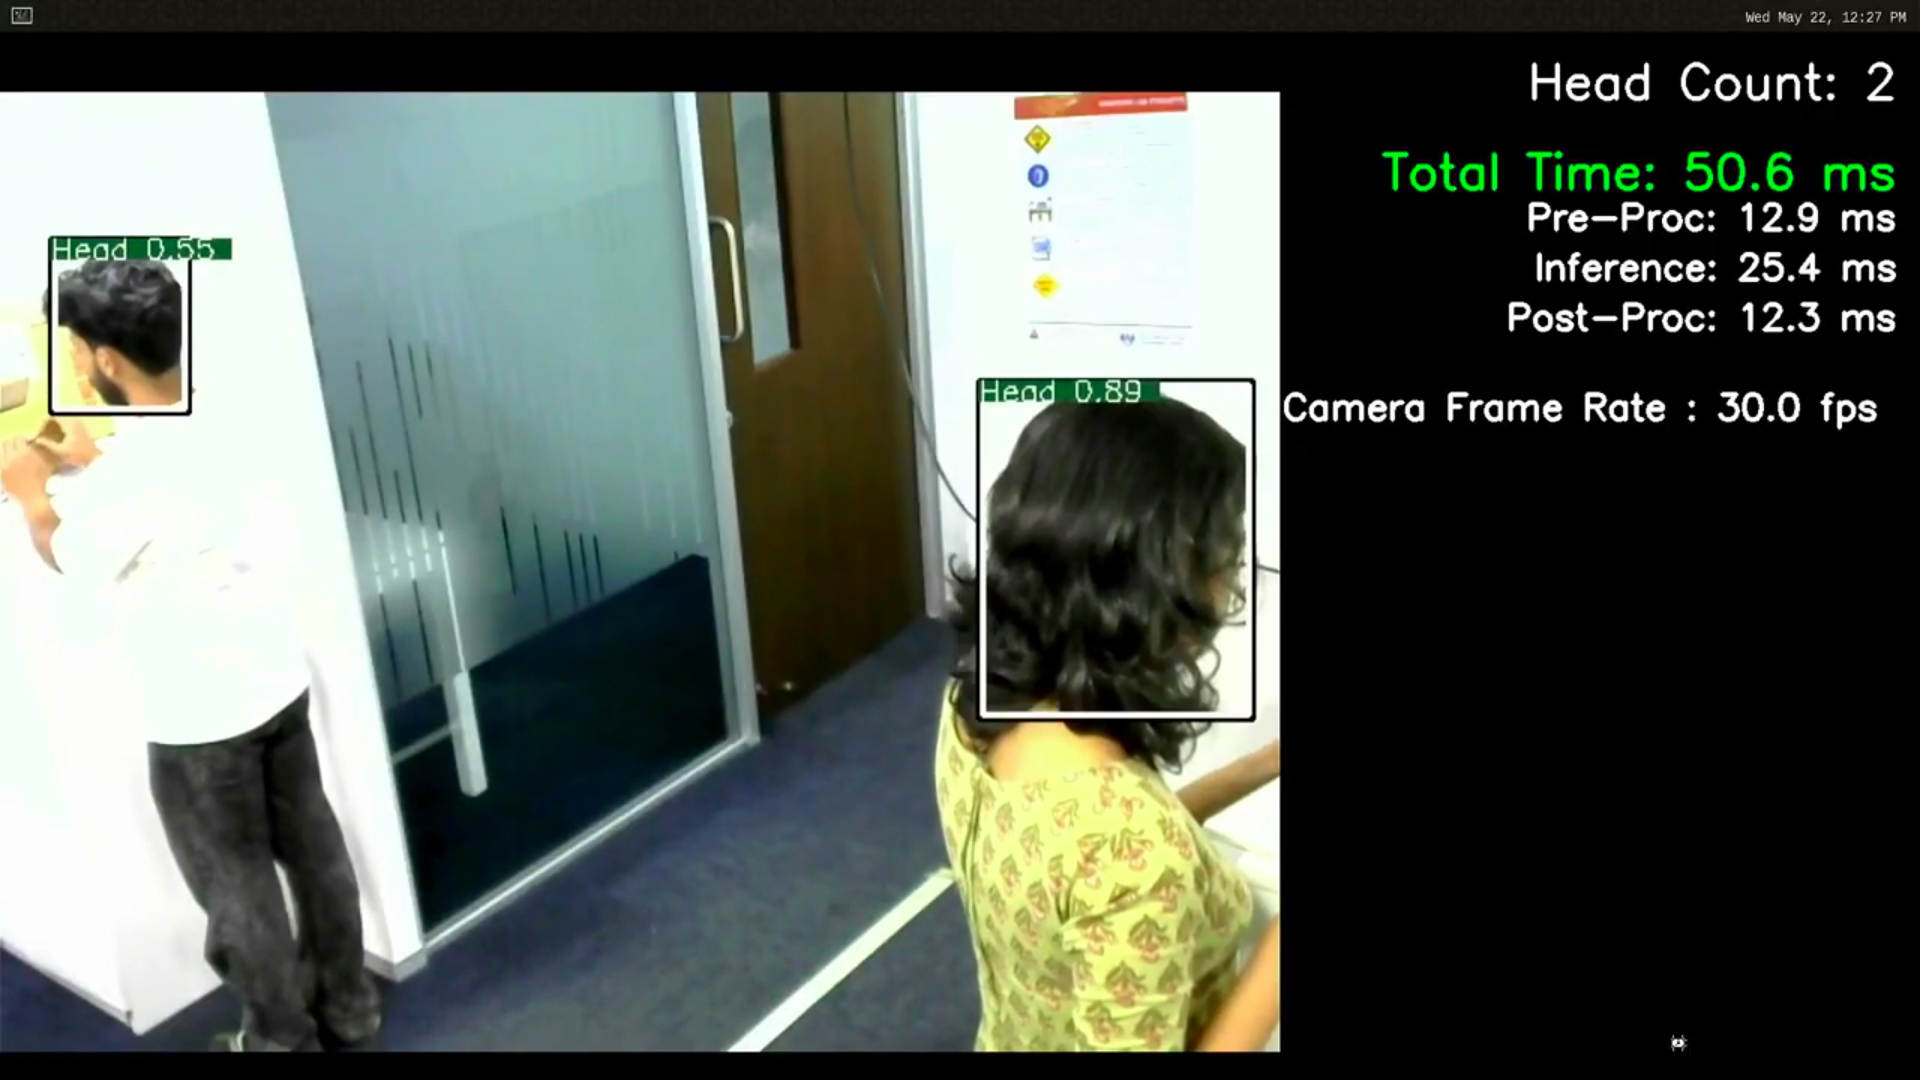 Wed May 22, 12:27 PM
Head Count: 2
Total Time: 50.6 ms
Pre-Proc: 12.9 ms
Inference: 25.4 ms
Post-Proc: 12.3 ms
Camera Frame Rate : 30.0 fps
Head 0.55
Head 0.89